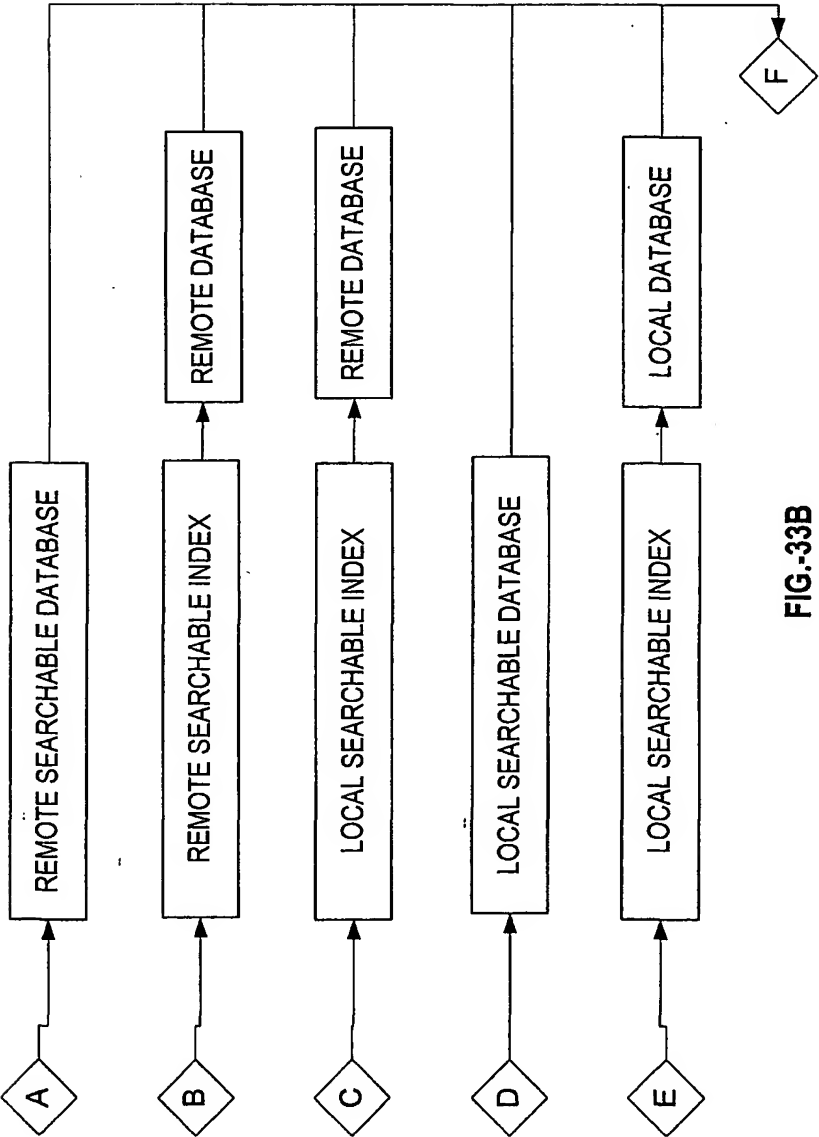 A
REMOTE SEARCHABLE DATABASE
B
REMOTE SEARCHABLE INDEX
REMOTE DATABASE
C
LOCAL SEARCHABLE INDEX
REMOTE DATABASE
D
LOCAL SEARCHABLE DATABASE
E
LOCAL SEARCHABLE INDEX
LOCAL DATABASE
F
FIG.-33B